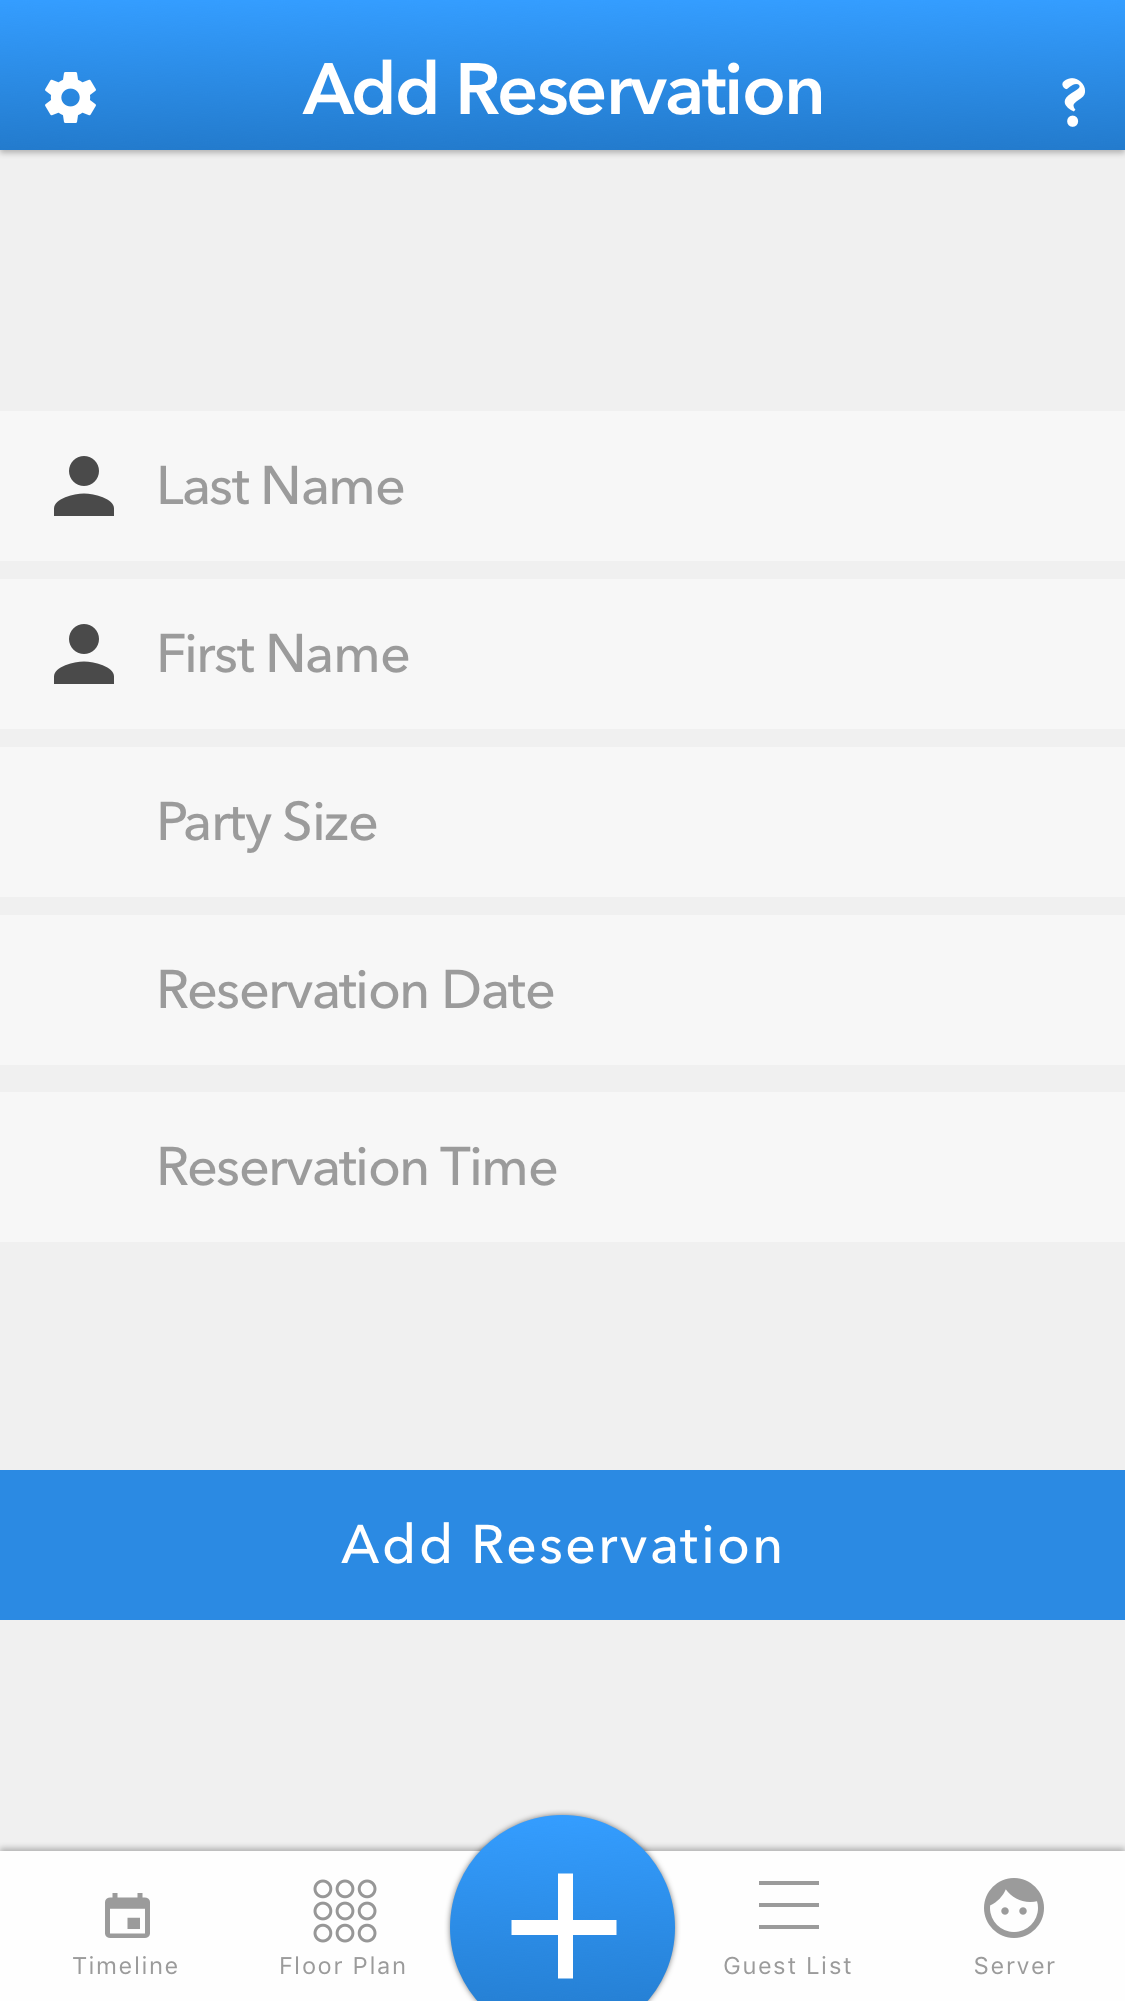 Add Reservation
?
Last Name
First Name
Party Size
Reservation Date
Reservation Time
Add Reservation
Timeline
Floor Plan
Guest List
Server